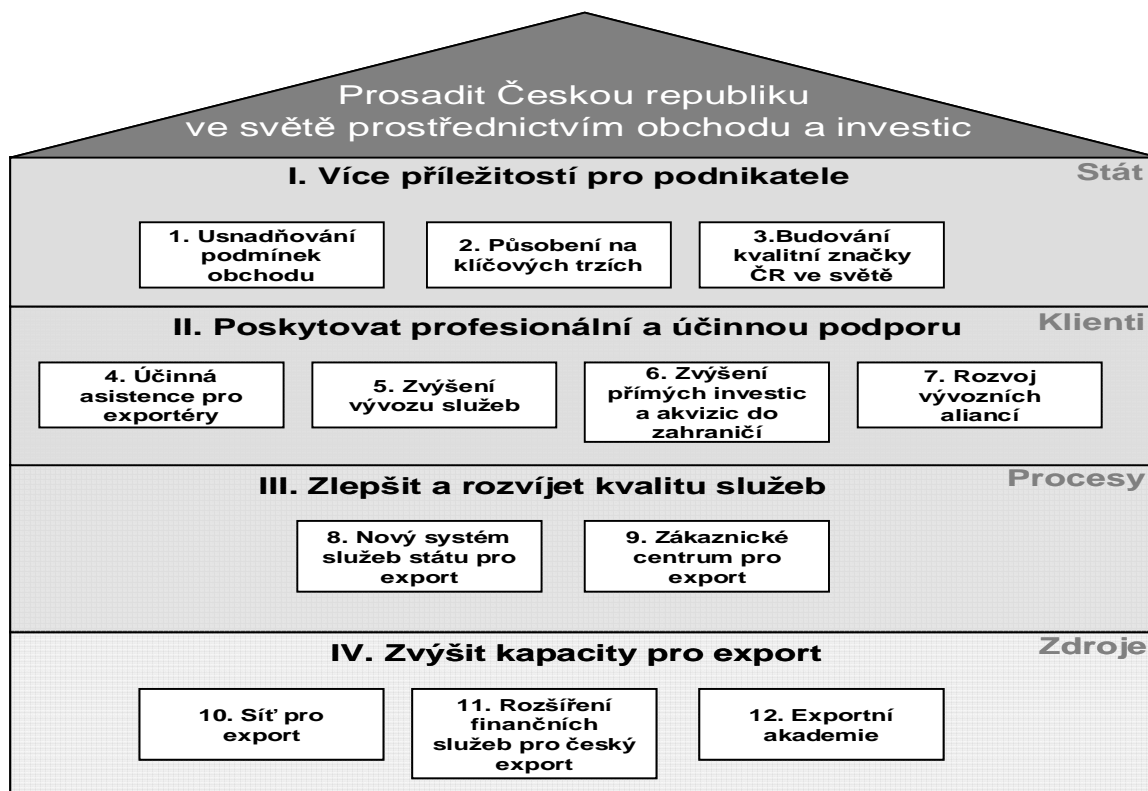 Prosadit Českou republiku
ve světě prostřednictvím obchodu a investic
I. Více příležitostí pro podnikatele
Stát
1. Usnadňování
podmínek
obchodu
2. Působení na
klíčových trzích
3.Budování
kvalitní značky
ČR ve světě
II. Poskytovat profesionální a účinnou podporu
Klienti
4. Účinná
asistence pro
exportéry
5. Zvýšení
vývozu služeb
6. Zvýšení
přímých investic
a akvizic do
zahraničí
7. Rozvoj
vývozních
aliancí
III. Zlepšit a rozvíjet kvalitu služeb
Procesy
8. Nový systém
služeb státu pro
export
9. Zákaznické
centrum pro
export
IV. Zvýšit kapacity pro export
Zdroje
10. Síť pro
export
11. Rozšíření
finančních
služeb pro český
export
12. Exportní
akademie